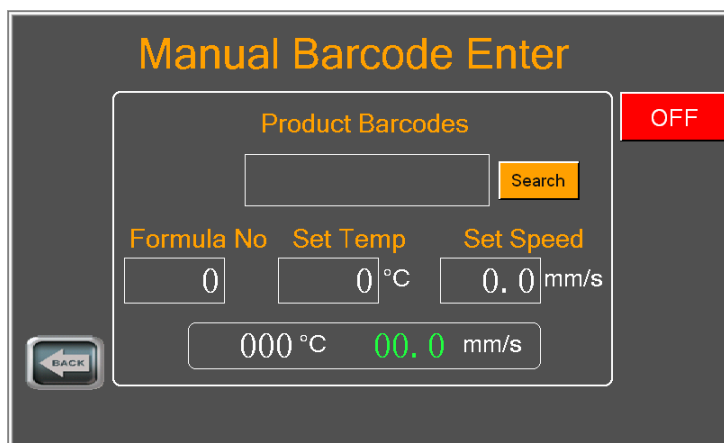 Manual Barcode Enter
OFF
Product Barcodes
Search
Formula No Set Temp Set Speed
0 0 °C 0.0 mm/s
000 °C 00.0 mm/s
BACK